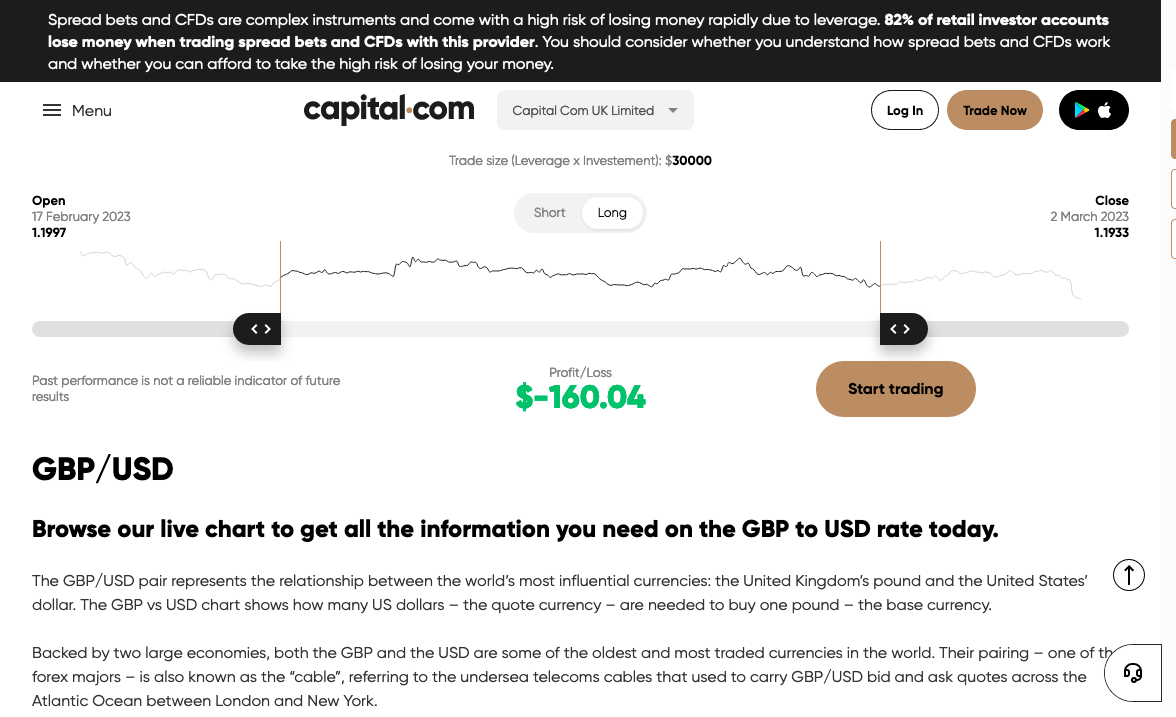 Spread bets and CFDs are complex instruments and come with a high risk of losing money rapidly due to leverage. 82% of retail investor accounts
lose money when trading spread bets and CFDs with this provider. You should consider whether you understand how spread bets and CFDs work
and whether you can afford to take the high risk of losing your money.
Menu
capital.com
Capital Com UK Limited
Log In
Trade Now
Trade size (Leverage x Investement): $30000
Open
17 February 2023
1.1997
Short
Long
Close
2 March 2023
1.1933
Past performance is not a reliable indicator of future
results
Profit/Loss
$-160.04
Start trading
GBP/USD
Browse our live chart to get all the information you need on the GBP to USD rate today.
The GBP/USD pair represents the relationship between the world's most influential currencies: the United Kingdom's pound and the United States'
dollar. The GBP vs USD chart shows how many US dollars – the quote currency – are needed to buy one pound – the base currency.
Backed by two large economies, both the GBP and the USD are some of the oldest and most traded currencies in the world. Their pairing – one of
forex majors – is also known as the "cable", referring to the undersea telecoms cables that used to carry GBP/USD bid and ask quotes across the
Atlantic Ocean between London and New York.